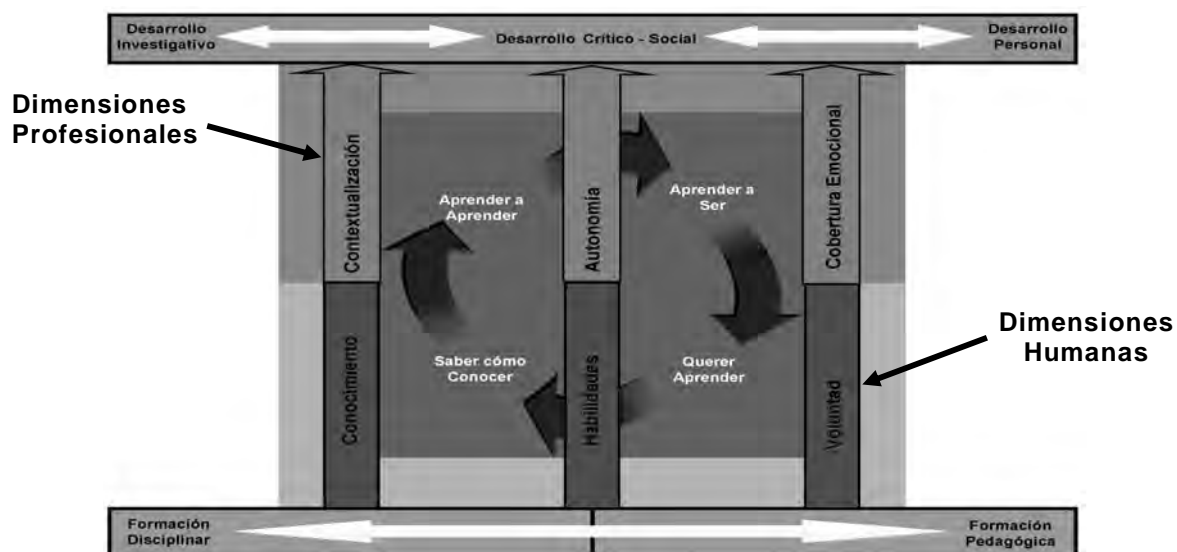 Desarrollo
Investigativo
Desarrollo Crítico - Social
Desarrollo
Personal
Dimensiones
Profesionales
Contextualización
Autonomía
Cobertura Emocional
Aprender a
Aprender
Aprender a
Ser
Dimensiones
Humanas
Saber cómo
Conocer
Querer
Aprender
Conocimiento
Habilidades
Voluntad
Formación
Disciplinar
Formación
Pedagógica